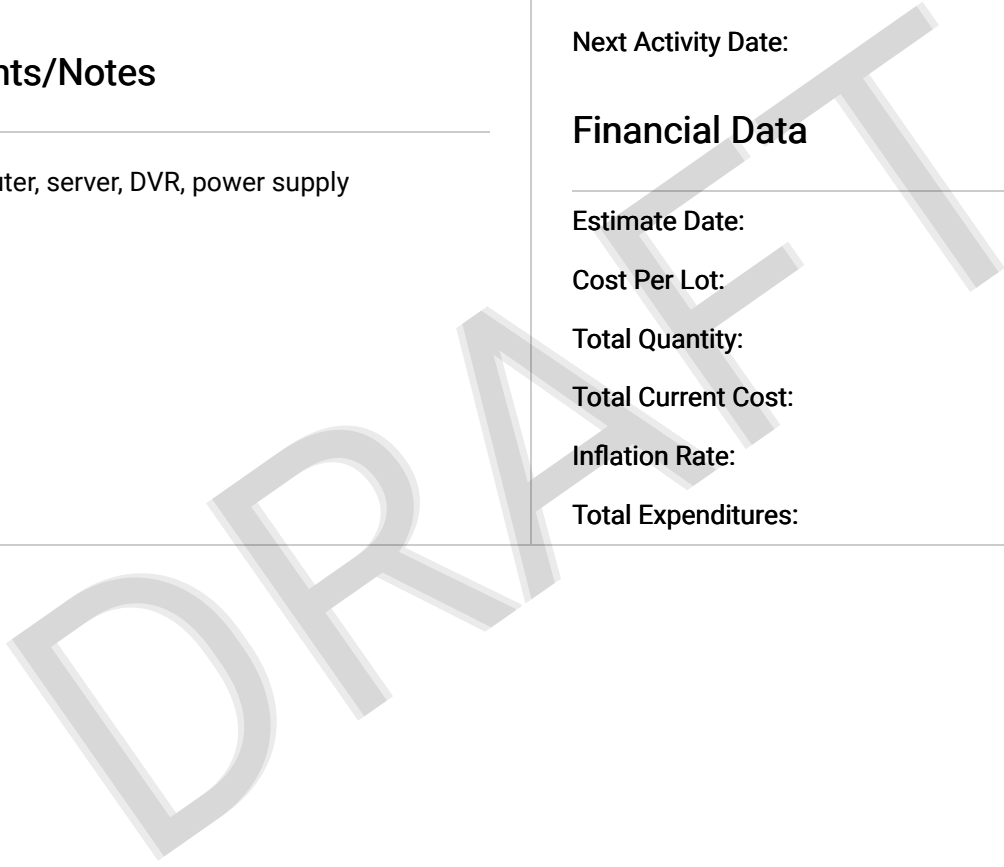 nts/Notes
uter, server, DVR, power supply
Next Activity Date:
Financial Data
Estimate Date:
Cost Per Lot:
Total Quantity:
Total Current Cost:
Inflation Rate:
Total Expenditures:
DRAFT